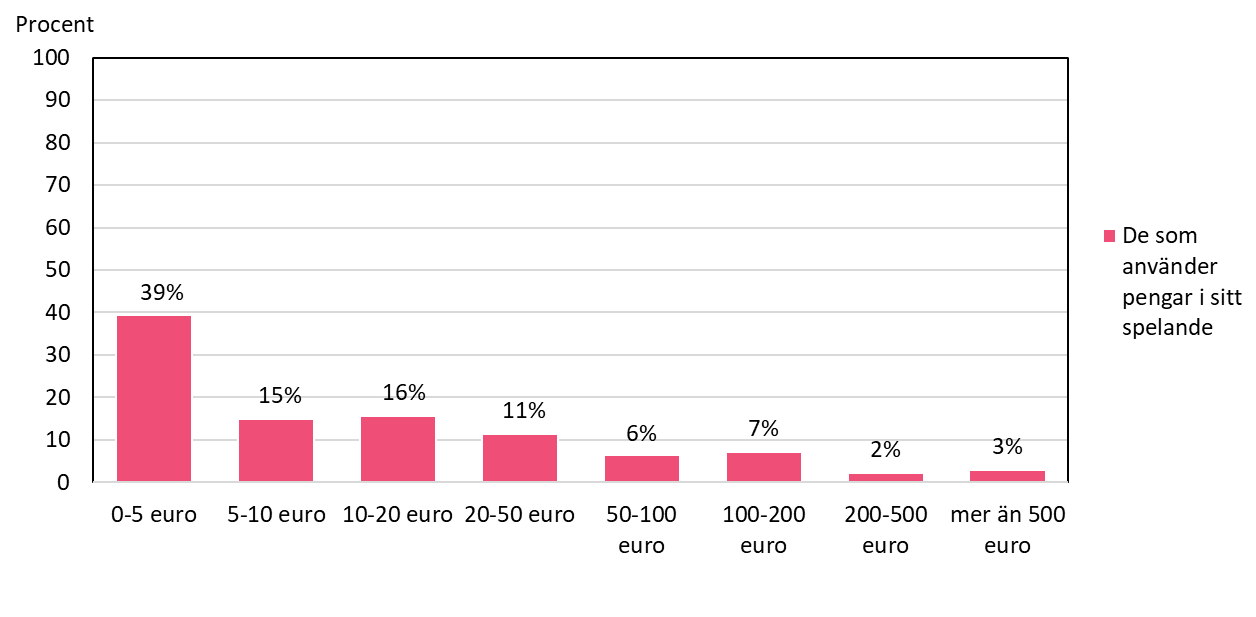 Procent
100
90
80
70
60
50
40
30
20
10
0
39%
15%
16%
11%
6%
7%
2%
3%
0-5 euro
5-10 euro
10-20 euro
20-50 euro
50-100
euro
100-200
euro
200-500
euro
mer än 500
euro
De som
använder
pengar i sitt
spelande